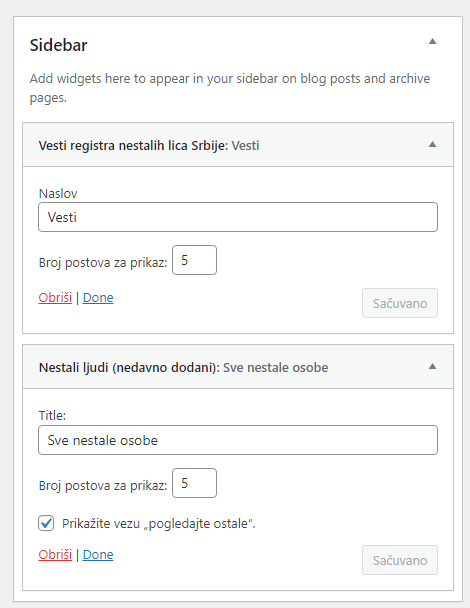 Sidebar
Add widgets here to appear in your sidebar on blog posts and archive
pages.
Vesti registra nestalih lica Srbije: Vesti
Naslov
Vesti
Broj postova za prikaz: 5
Obriši | Done
Sačuvano
Nestali ljudi (nedavno dodani): Sve nestale osobe
Title:
Sve nestale osobe
Broj postova za prikaz: 5
Prikažite vezu „pogledajte ostale“.
Obriši | Done
Sačuvano